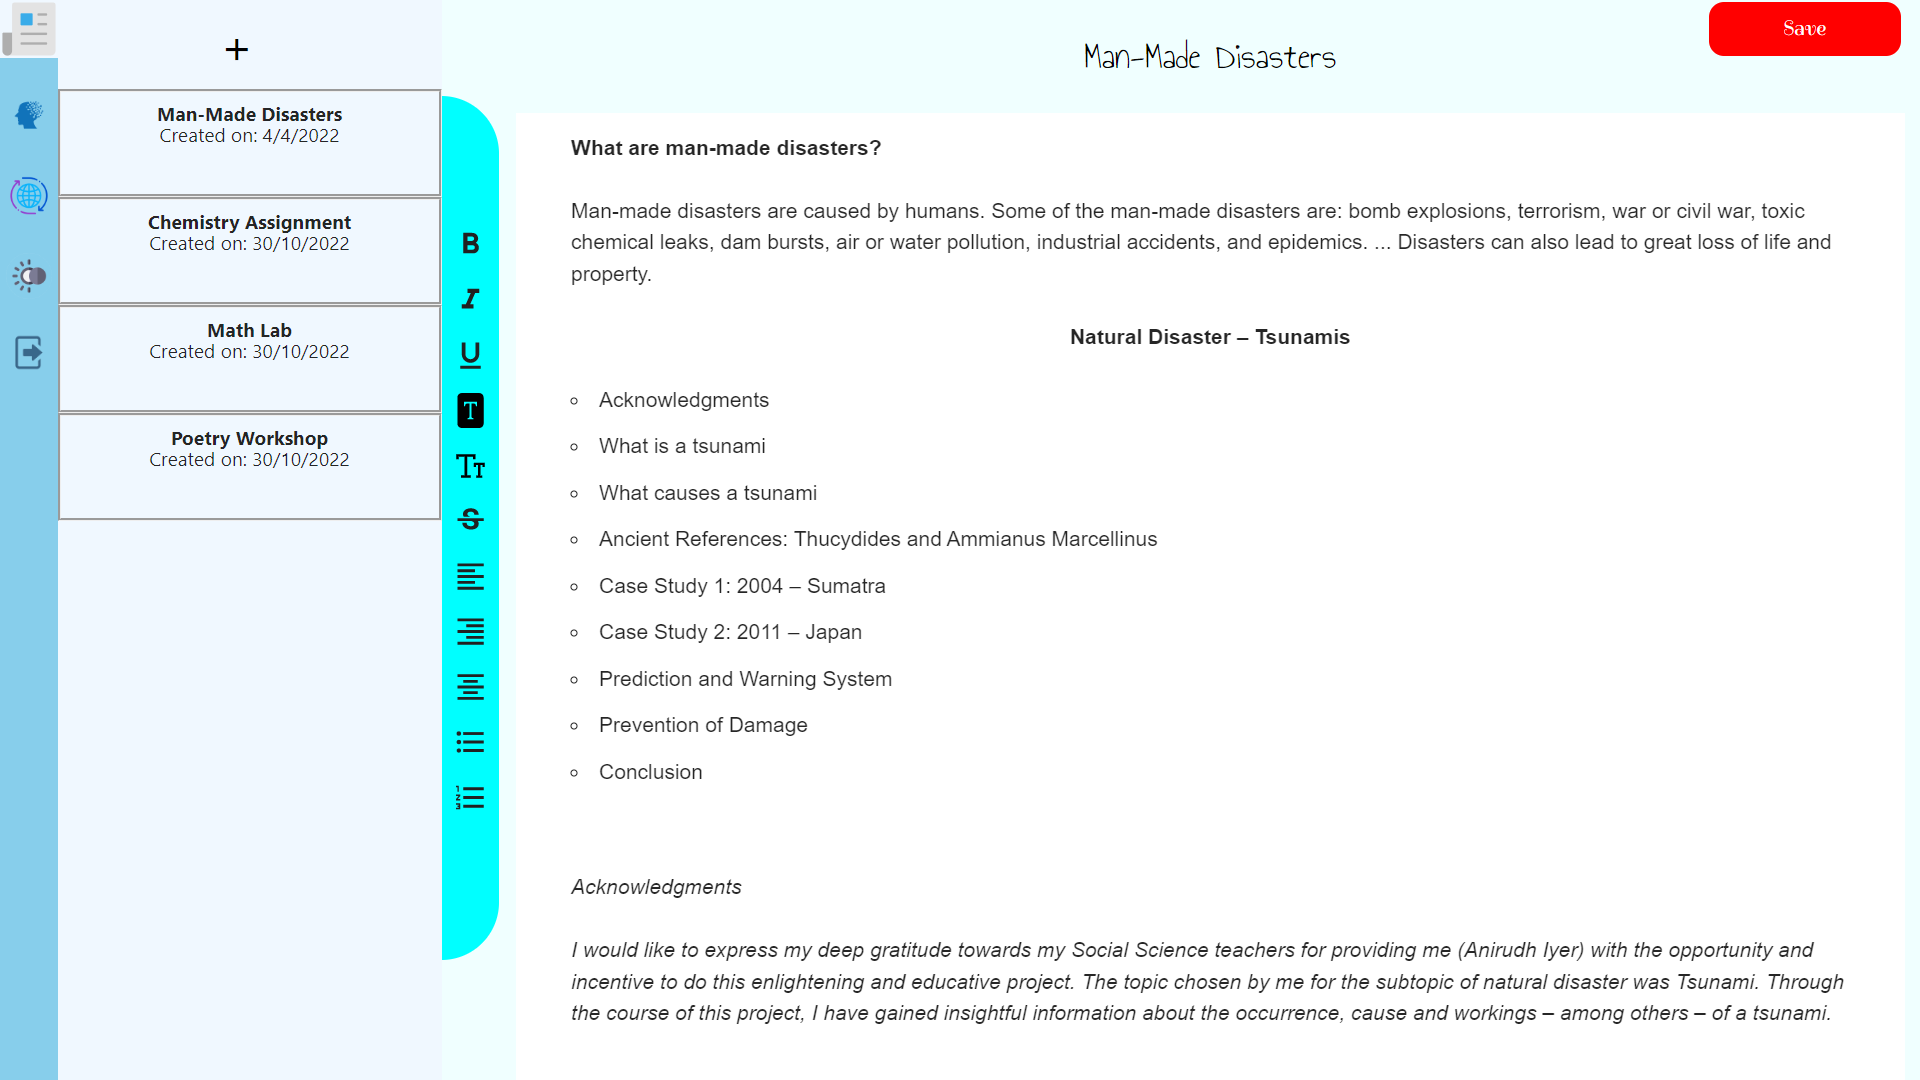 +
Man-Made Disasters
Created on: 4/4/2022
Chemistry Assignment
Created on: 30/10/2022
Math Lab
Created on: 30/10/2022
Poetry Workshop
Created on: 30/10/2022
B
I
U
T
TT
S
Save
Man-Made Disasters
What are man-made disasters?
Man-made disasters are caused by humans. Some of the man-made disasters are: bomb explosions, terrorism, war or civil war, toxic
chemical leaks, dam bursts, air or water pollution, industrial accidents, and epidemics. ... Disasters can also lead to great loss of life and
property.
Natural Disaster – Tsunamis
Acknowledgments
What is a tsunami
What causes a tsunami
Ancient References: Thucydides and Ammianus Marcellinus
Case Study 1: 2004 – Sumatra
Case Study 2: 2011 – Japan
Prediction and Warning System
Prevention of Damage
Conclusion
Acknowledgments
I would like to express my deep gratitude towards my Social Science teachers for providing me (Anirudh Iyer) with the opportunity and
incentive to do this enlightening and educative project. The topic chosen by me for the subtopic of natural disaster was Tsunami. Through
the course of this project, I have gained insightful information about the occurrence, cause and workings – among others – of a tsunami.